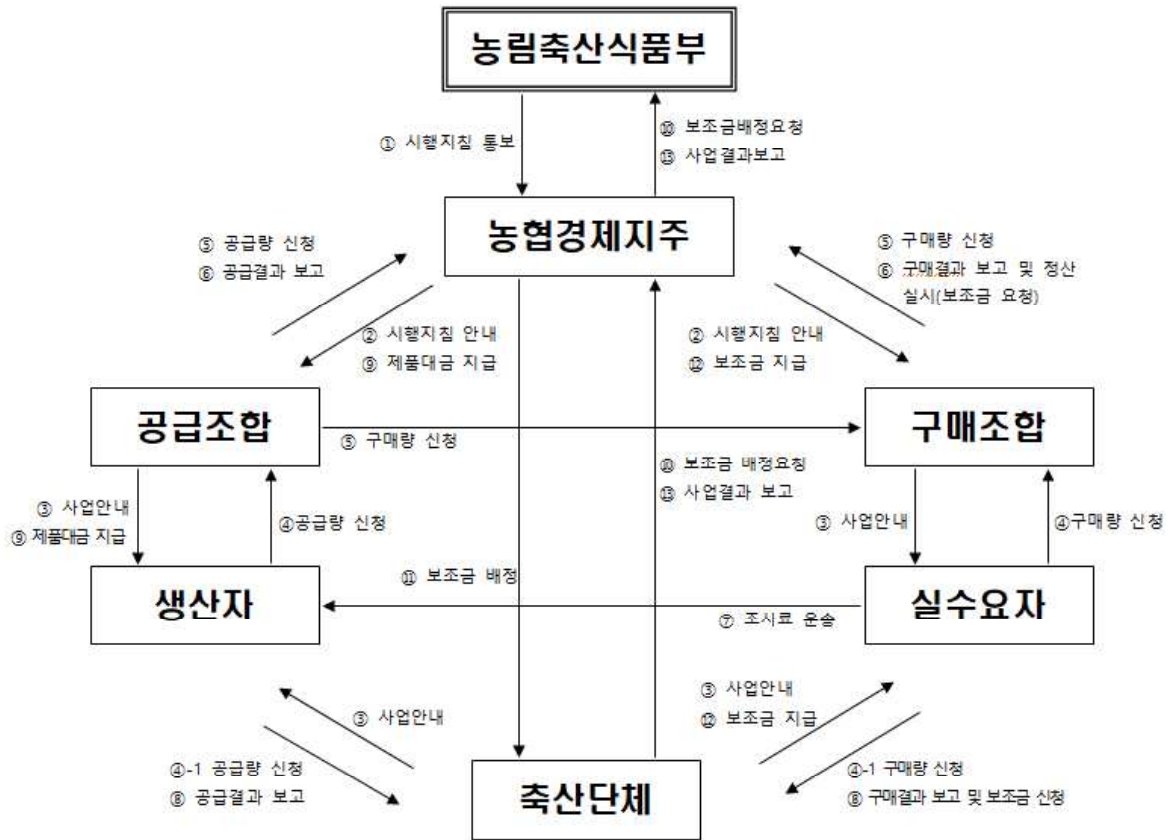 농림축산식품부
① 시행지침 통보
⑩ 보조금배정요청
⑬ 사업결과보고
농협경제지주
⑤ 공급량 신청
⑥ 공급결과 보고
⑤ 구매량 신청
⑥ 구매결과 보고 및 정산
실시(보조금 요청)
② 시행지침 안내
⑨ 제품대금 지급
② 시행지침 안내
⑫ 보조금 지급
공급조합
구매조합
⑤ 구매량 신청
⑩ 보조금 배정요청
⑬ 사업결과 보고
③ 사업안내
⑨ 제품대금 지급
④공급량 신청
③ 사업안내
④구매량 신청
생산자
⑪ 보조금 배정
실수요자
⑦ 조사료 운송
③ 사업안내
③ 사업안내
⑫ 보조금 지급
④-1 공급량 신청
⑧ 공급결과 보고
축산단체
④-1 구매량 신청
⑧ 구매결과 보고 및 보조금 신청